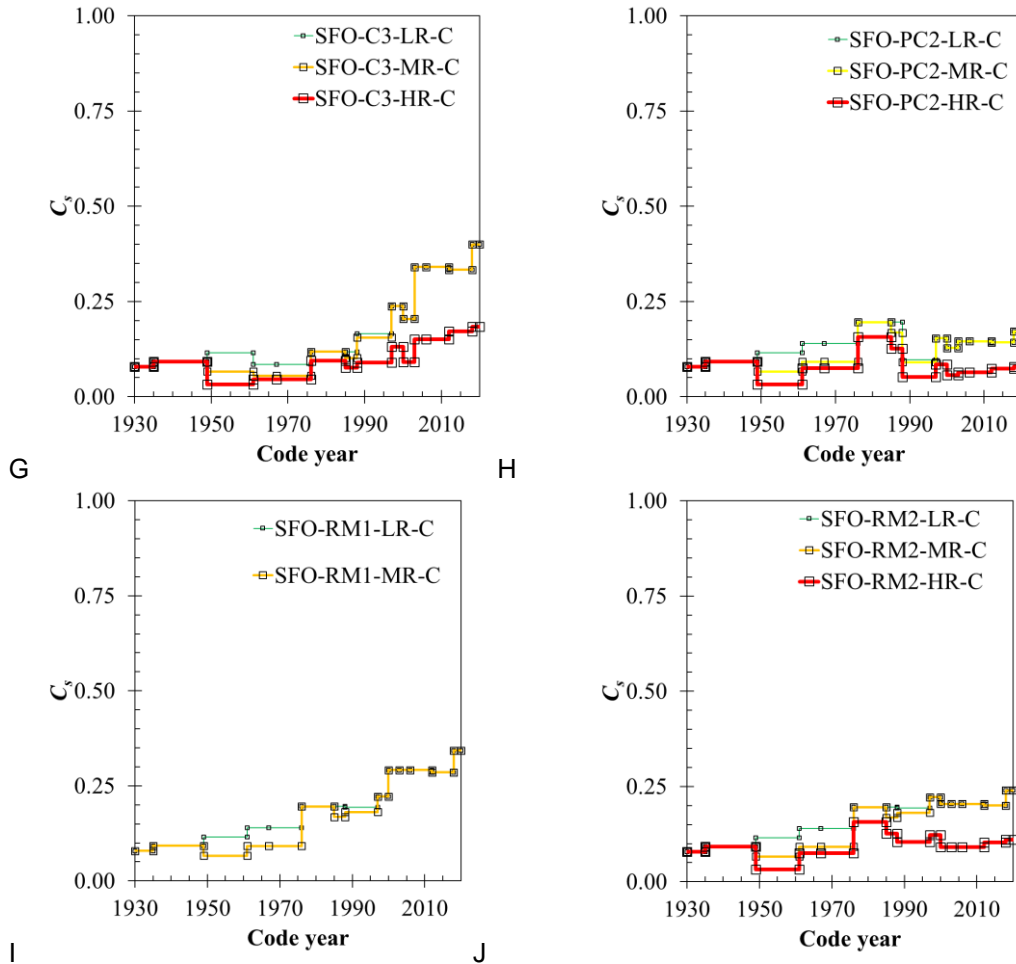 1.00
SFO-C3-LR-C
SFO-C3-MR-C
SFO-C3-HR-C
0.75
Cs
0.50
0.25
0.00
1930 1950 1970 1990 2010
Code year
G
1.00
SFO-PC2-LR-C
SFO-PC2-MR-C
SFO-PC2-HR-C
0.75
Cs
0.50
0.25
0.00
1930 1950 1970 1990 2010
Code year
H
1.00
SFO-RM1-LR-C
SFO-RM1-MR-C
0.75
Cs
0.50
0.25
0.00
1930 1950 1970 1990 2010
Code year
I
1.00
SFO-RM2-LR-C
SFO-RM2-MR-C
SFO-RM2-HR-C
0.75
Cs
0.50
0.25
0.00
1930 1950 1970 1990 2010
Code year
J